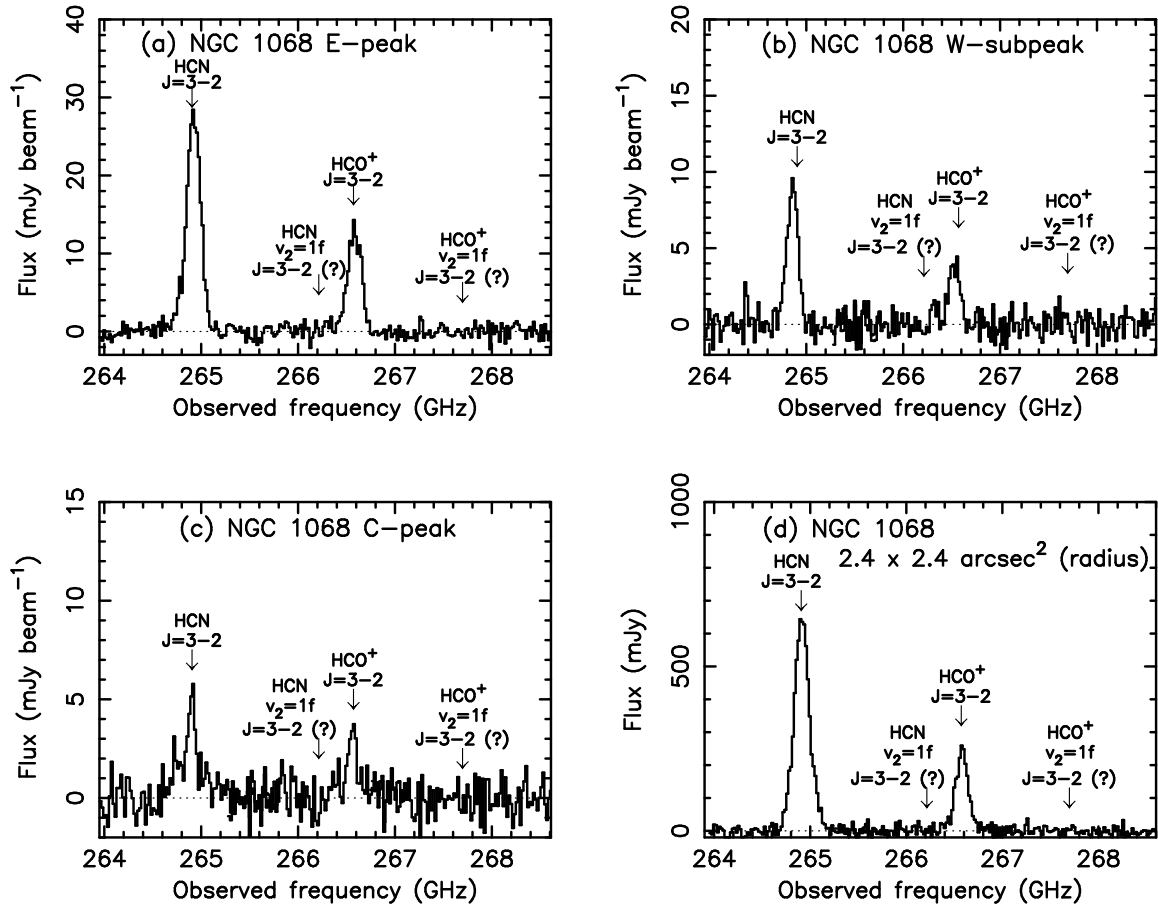 (a) NGC 1068 E-peak
HCN
J=3-2
HCO+
J=3-2
HCN
v2=1f
J=3-2 (?)
HCO+
v2=1f
J=3-2 (?)
40
30
20
10
0
Flux (mJy beam−1)
264 265 266 267 268
Observed frequency (GHz)
(b) NGC 1068 W-subpeak
HCN
J=3-2
HCN
v2=1f
J=3-2 (?)
HCO+
J=3-2
HCO+
v2=1f
J=3-2 (?)
20
15
10
5
0
Flux (mJy beam−1)
264 265 266 267 268
Observed frequency (GHz)
(c) NGC 1068 C-peak
HCN
J=3-2
HCN
v2=1f
J=3-2 (?)
HCO+
J=3-2
HCO+
v2=1f
J=3-2 (?)
15
10
5
0
Flux (mJy beam−1)
264 265 266 267 268
Observed frequency (GHz)
(d) NGC 1068
2.4 x 2.4 arcsec2 (radius)
HCN
J=3-2
HCN
v2=1f
J=3-2 (?)
HCO+
J=3-2
HCO+
v2=1f
J=3-2 (?)
1000
500
0
Flux (mJy)
264 265 266 267 268
Observed frequency (GHz)